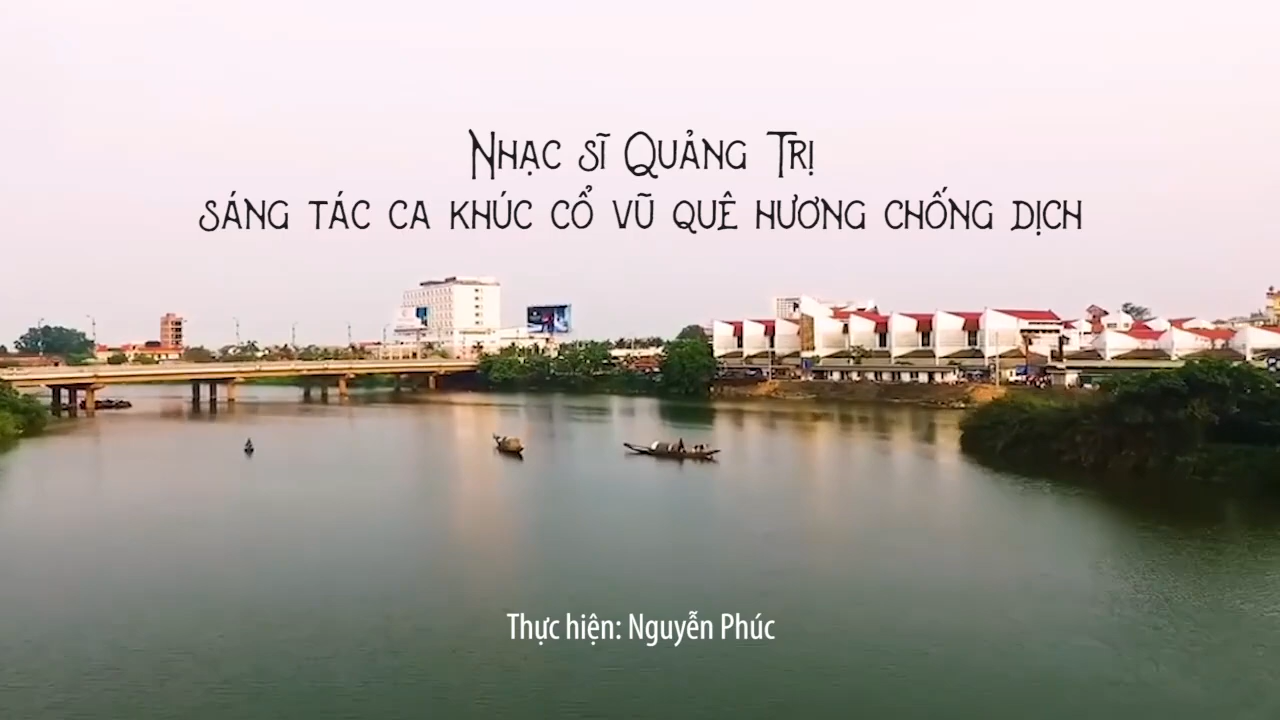 Nhạc sĩ Quảng Trị
sáng tác ca khúc cổ vũ quê hương chống dịch
Thực hiện: Nguyễn Phúc